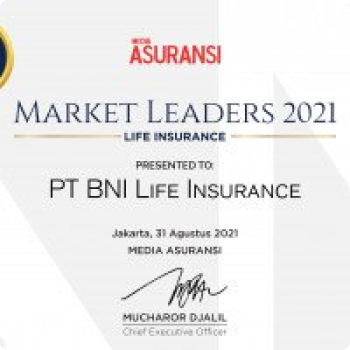 MEDIA
ASURANSI
MARKET LEADERS 2021
LIFE INSURANCE
PRESENTED TO:
PT BNI LIFE INSURANCE
Jakarta, 31 Agustus 2021
MEDIA ASURANSI
MUCHAROR DJALIL
Chief Executive Officer